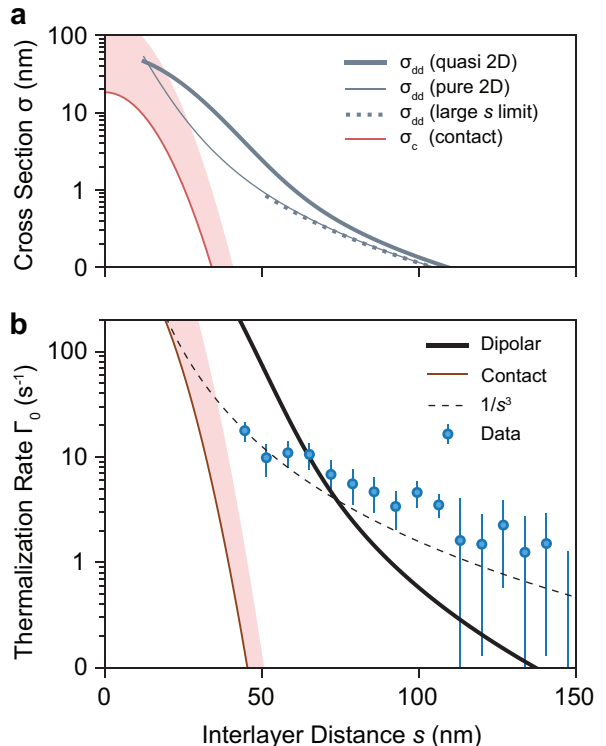 a
100
10
1
0
Cross Section σ (nm)
σdd (quasi 2D)
σdd (pure 2D)
σdd (large s limit)
σc (contact)
b
100
10
1
0
Thermalization Rate Γ0 (s-1)
Dipolar
Contact
1/s3
Data
0
50
100
150
Interlayer Distance s (nm)